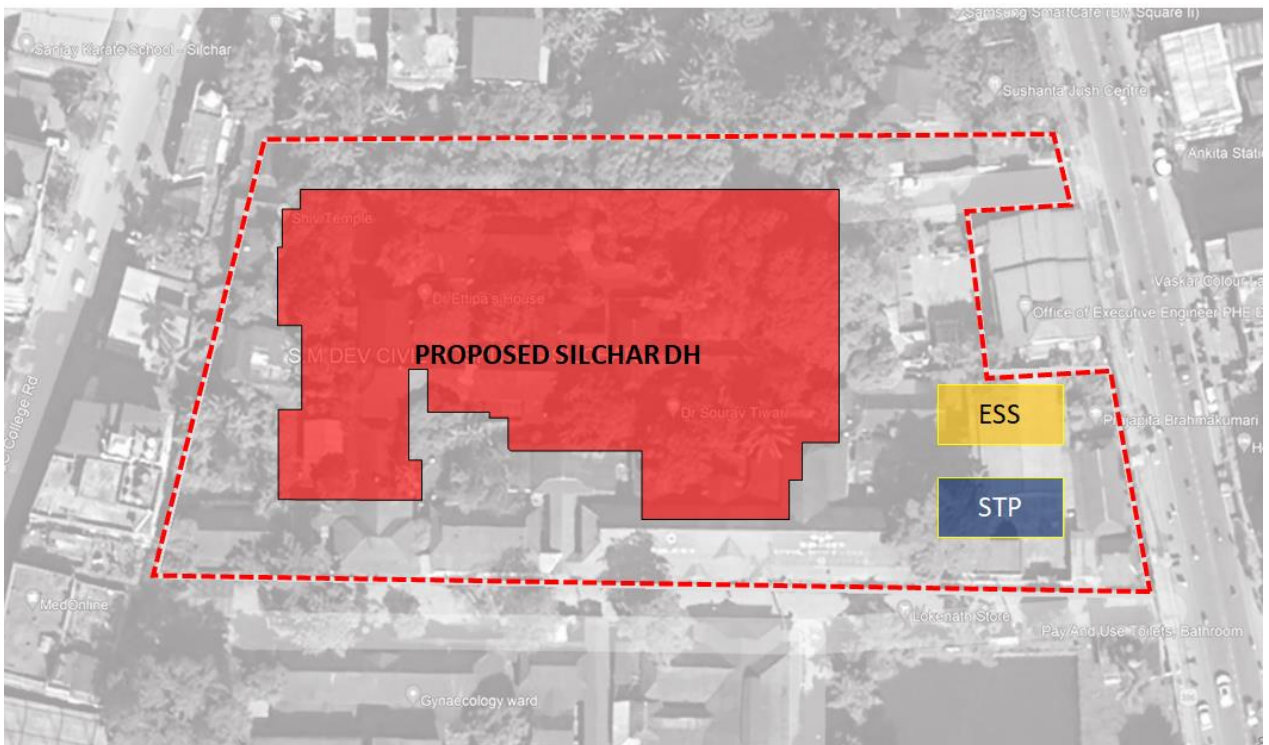 Samsung SmartCafe (BM Square Ii)
Sanjay Karate School - Silchar
Sushanta Jush Centre
Ankita Stati
Shiv Temple
Vaskar Colour La
Dr Ettipa's House
Office of Executive Engineer PHE D
S.M.DEV CIV
PROPOSED SILCHAR DH
College Rd
Dr Sourav Tiwari
ESS
Prajapita Brahmakumari
STP
MedOnline
Lokenath Store
Pay And Use Toilets, Bathroom
Gynaecology ward